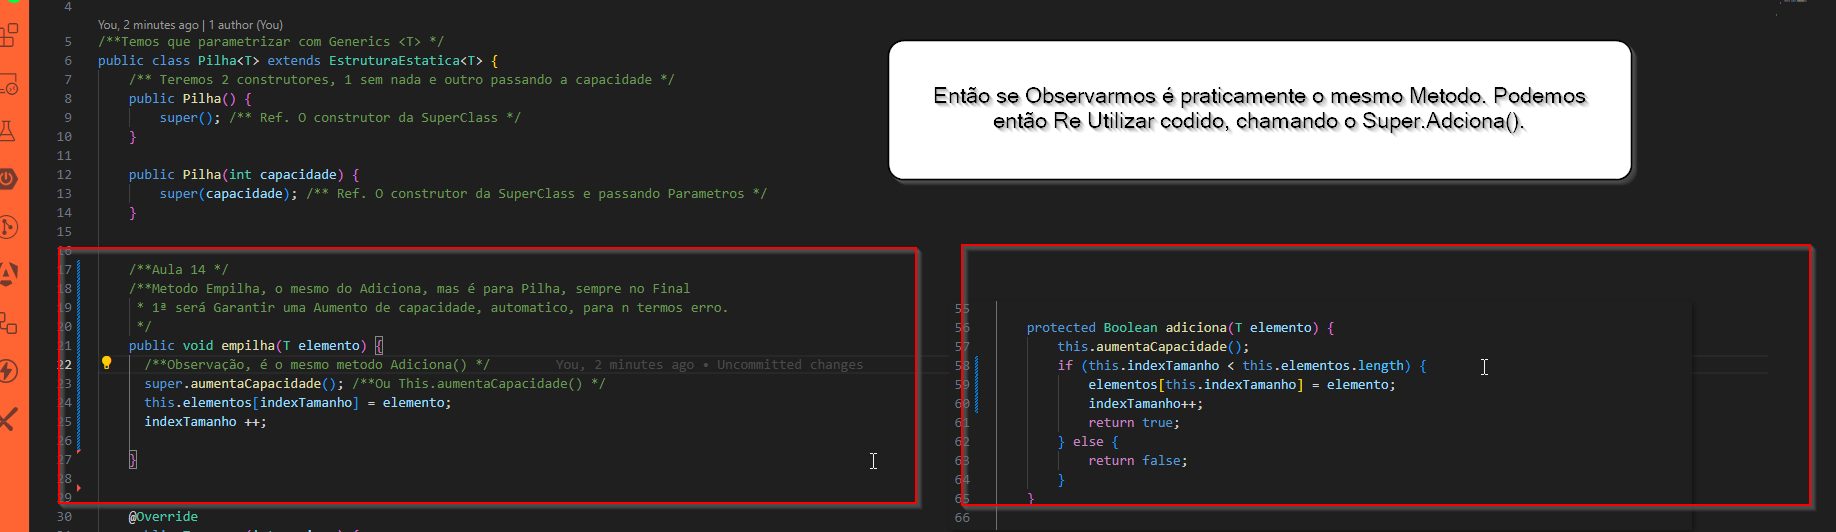 4
You, 2 minutes ago | 1 author (You)
5 /**Temos que parametrizar com Generics <T> */
6 public class Pilha<T> extends EstruturaEstatica<T> {
7 /** Teremos 2 construtores, 1 sem nada e outro passando a capacidade */
8 public Pilha() {
9 super(); /** Ref. O construtor da SuperClass */
10 }
11
12 public Pilha(int capacidade) {
13 super(capacidade); /** Ref. O construtor da SuperClass e passando Parametros */
14 }
15
16
17 /**Aula 14 */
18 /**Metodo Empilha, o mesmo do Adiciona, mas é para Pilha, sempre no Final
19 * 1ª será Garantir uma Aumento de capacidade, automatico, para n termos erro.
20 */
21 public void empilha(T elemento) {
22 /**Observação, é o mesmo metodo Adiciona() */ You, 2 minutes ago • Uncommitted changes
23 super.aumentaCapacidade(); /**Ou This.aumentaCapacidade() */
24 this.elementos[indexTamanho] = elemento;
25 indexTamanho ++;
26
27 }
28
29
30 @Override
Então se Observarmos é praticamente o mesmo Metodo. Podemos
então Re Utilizar codido, chamando o Super.Adciona().
55
56 protected Boolean adiciona(T elemento) {
57 this.aumentaCapacidade();
58 if (this.indexTamanho < this.elementos.length) {
59 elementos[this.indexTamanho] = elemento;
60 indexTamanho++;
61 return true;
62 } else {
63 return false;
64 }
65 }
66